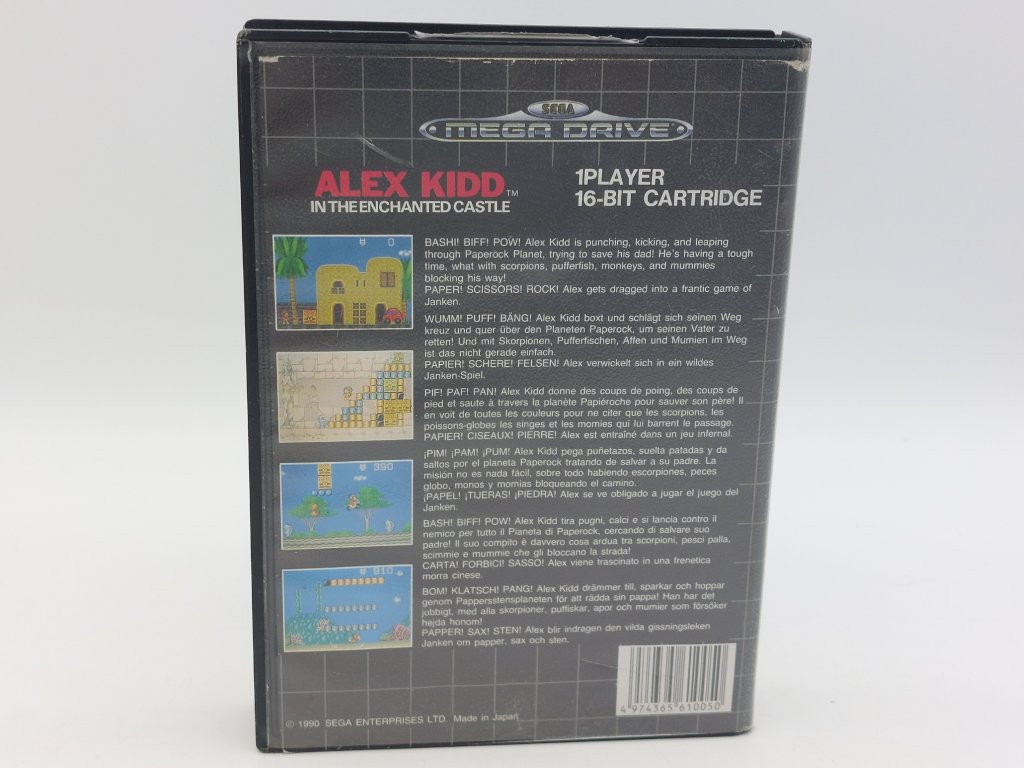 SEGA
MEGA DRIVE
ALEX KIDD™
IN THE ENCHANTED CASTLE
1PLAYER
16-BIT CARTRIDGE
0
390
810
BASH! BIFF! POW! Alex Kidd is punching, kicking, and leaping
through Paperock Planet, trying to save his dad! He's having a tough
time, what with scorpions, pufferfish, monkeys, and mummies
blocking his way!
PAPER! SCISSORS! ROCK! Alex gets dragged into a frantic game of
Janken.
WUMM! PUFF! BÄNG! Alex Kidd boxt und schlägt sich seinen Weg
kreuz und quer über den Planeten Paperock, um seinen Vater zu
retten! Und mit Skorpionen, Pufferfischen, Affen und Mumien im Weg
ist das nicht gerade einfach.
PAPIER! SCHERE! FELSEN! Alex verwickelt sich in ein wildes
Janken-Spiel.
PIF! PAF! PAN! Alex Kidd donne des coups de poing, des coups de
pied et saute à travers la planète Papiéroche pour sauver son père! Il
en voit de toutes les couleurs pour ne citer que les scorpions, les
poissons-globes les singes et les momies qui lui barrent le passage.
PAPIER! CISEAUX! PIERRE! Alex est entraîné dans un jeu infernal.
¡PIM! ¡PAM! ¡PUM! Alex Kidd pega puñetazos, suelta patadas y da
saltos por el planeta Paperock tratando de salvar a su padre. La
misión no es nada fácil, sobre todo habiendo escorpiones, peces
globo, monos y momias bloqueando el camino.
¡PAPEL! ¡TIJERAS! ¡PIEDRA! Alex se ve obligado a jugar el juego del
Janken.
BASH! BIFF! POW! Alex Kidd tira pugni, calci e si lancia contro il
nemico per tutto il Pianeta di Paperock, cercando di salvare suo
padre! Il suo compito è davvero cosa ardua tra scorpioni, pesci palla,
scimmie e mummie che gli bloccano la strada!
CARTA! FORBICI! SASSO! Alex viene trascinato in una frenetica
morra cinese.
BOM! KLATSCH! PANG! Alex Kidd drämmer till, sparkar och hoppar
genom Pappersstensplaneten för att rädda sin pappa! Han har det
jobbigt, med alla skorpioner, puffiskar, apor och mumier som försöker
hejda honom!
PAPPER! SAX! STEN! Alex blir indragen den vilda gissningsleken
Janken om papper, sax och sten.
4 974365 610050
© 1990 SEGA ENTERPRISES LTD. Made in Japan